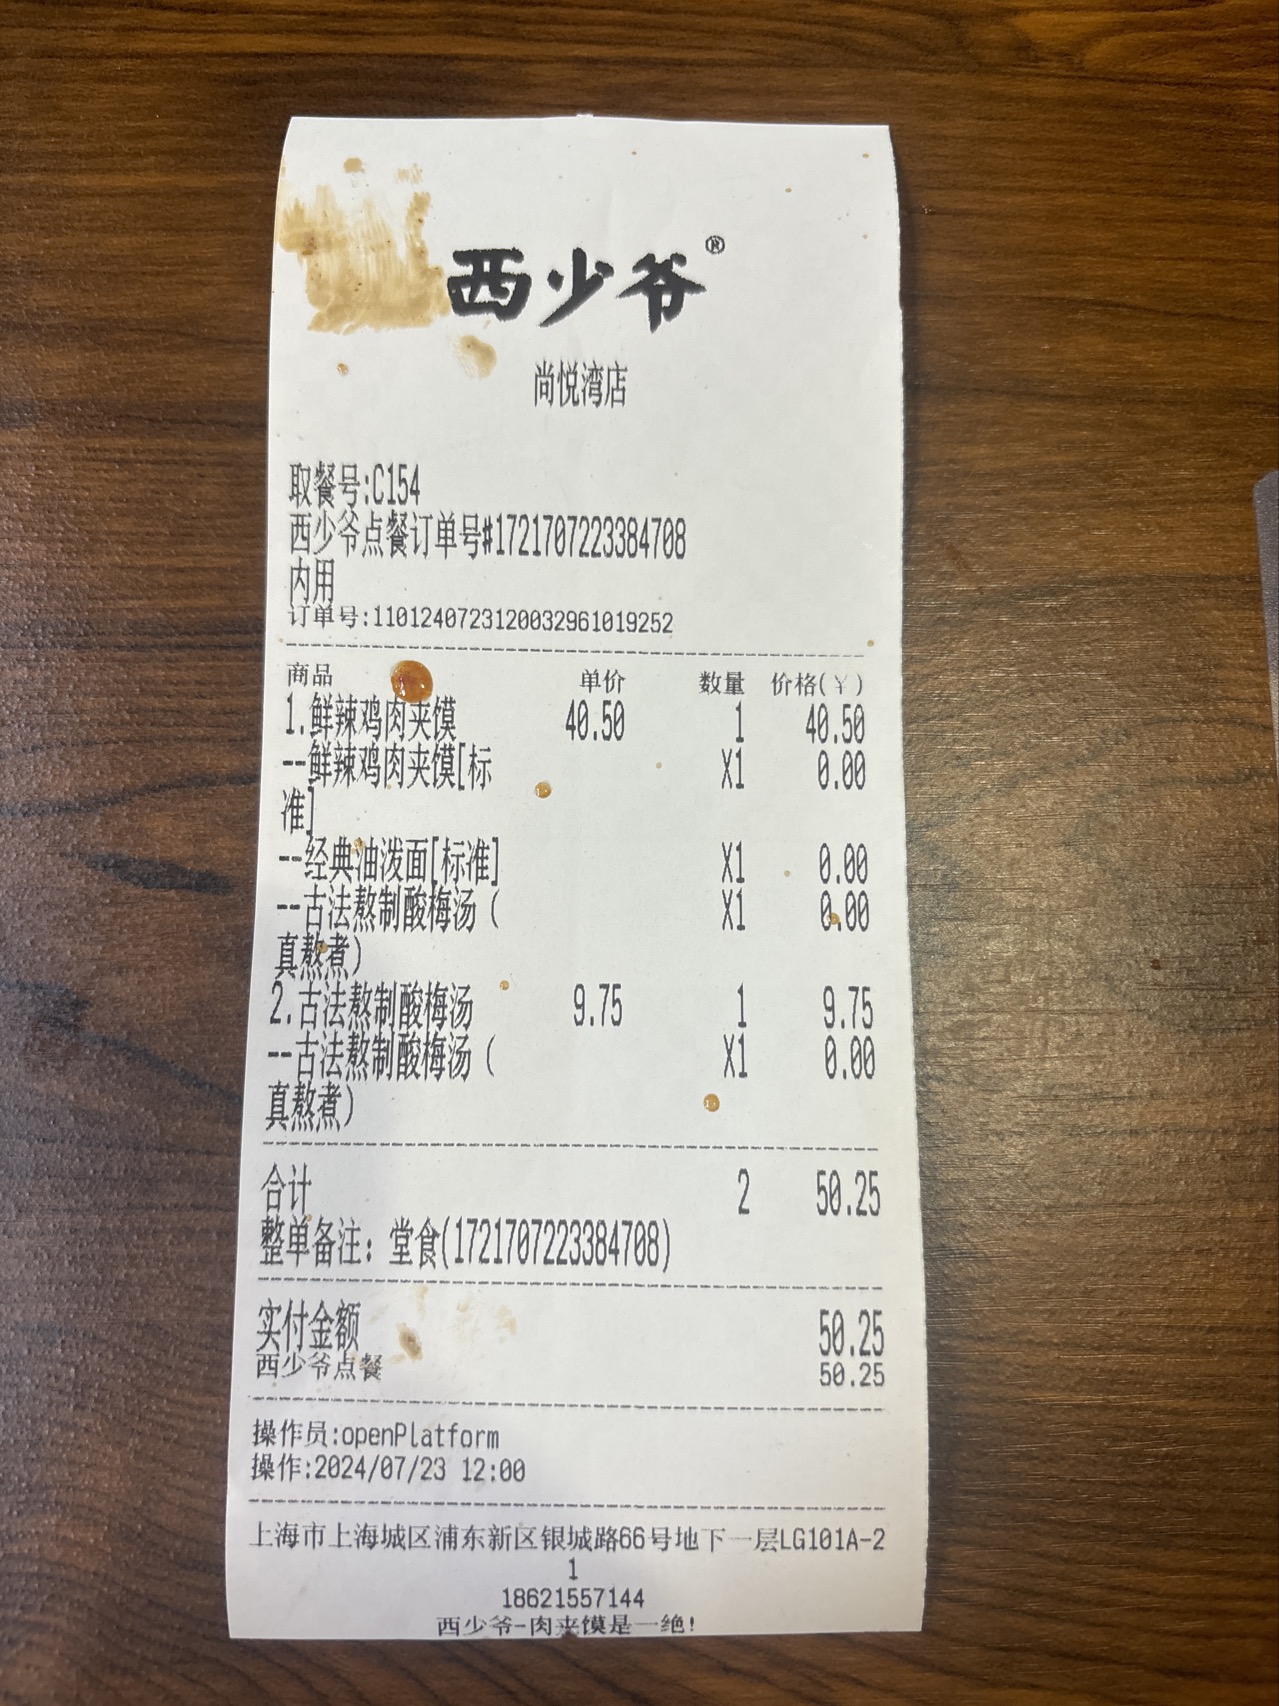 西少爷®
尚悦湾店
取餐号:C154
西少爷点餐订单号#1721707223384708
内用
订单号:11012407231200032961019252
商品 单价 数量 价格(¥)
1.鲜辣鸡肉夹馍 40.50 1 40.50
--鲜辣鸡肉夹馍[标 X1 0.00
准]
--经典油泼面[标准] X1 0.00
--古法熬制酸梅汤( X1 0.00
真熬煮)
2.古法熬制酸梅汤 9.75 1 9.75
--古法熬制酸梅汤( X1 0.00
真熬煮)
合计 2 50.25
整单备注: 堂食(1721707223384708)
实付金额 50.25
西少爷点餐 50.25
操作员:openPlatform
操作:2024/07/23 12:00
上海市上海城区浦东新区银城路66号地下一层LG101A-2
1
18621557144
西少爷-肉夹馍是一绝!